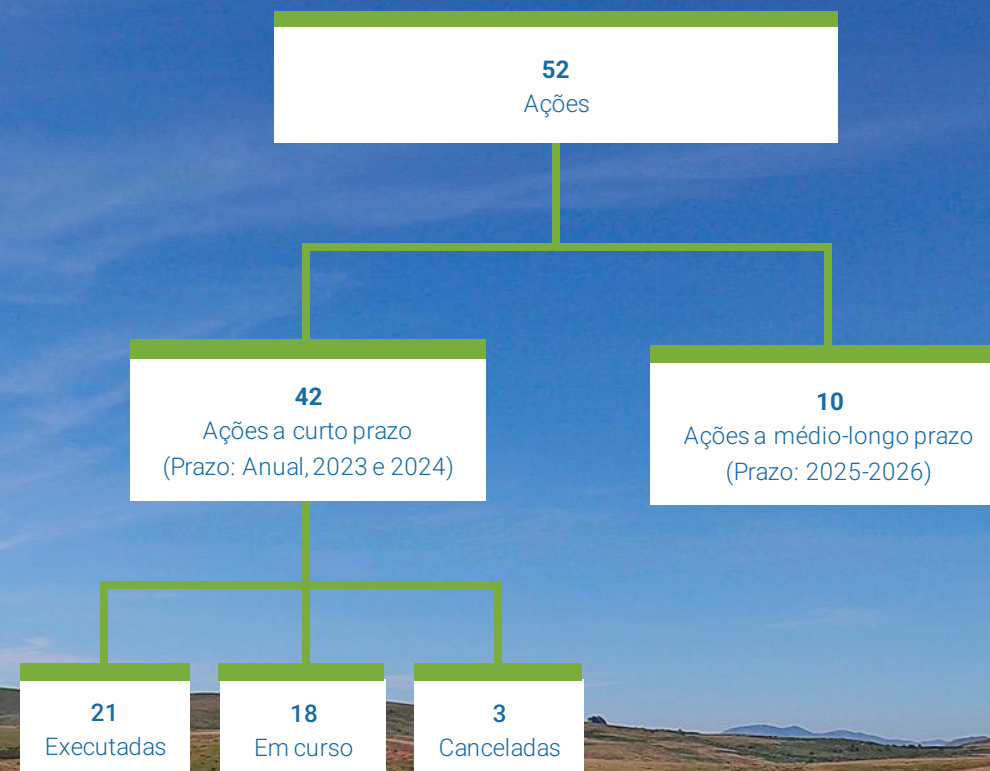 52
Ações
42
Ações a curto prazo
(Prazo: Anual, 2023 e 2024)
10
Ações a médio-longo prazo
(Prazo: 2025-2026)
21
Executadas
18
Em curso
3
Canceladas